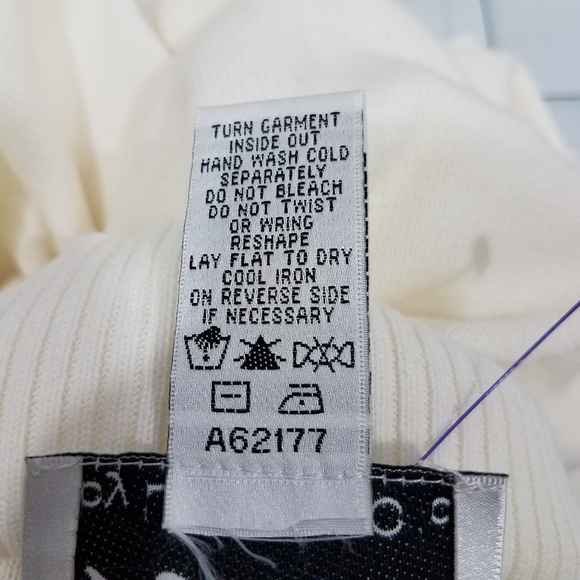 TURN GARMENT
INSIDE OUT
HAND WASH COLD
SEPARATELY
DO NOT BLEACH
DO NOT TWIST
OR WRING
RESHAPE
LAY FLAT TO DRY
COOL IRON
ON REVERSE SIDE
IF NECESSARY
A62177